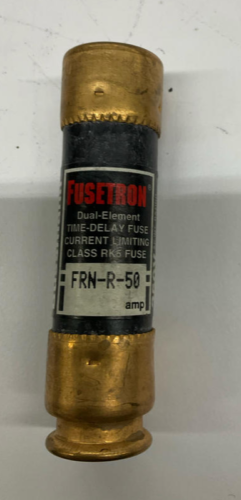 FUSETRON
Dual-Element
TIME-DELAY FUSE
CURRENT LIMITING
CLASS RK5 FUSE
FRN-R-50
amp